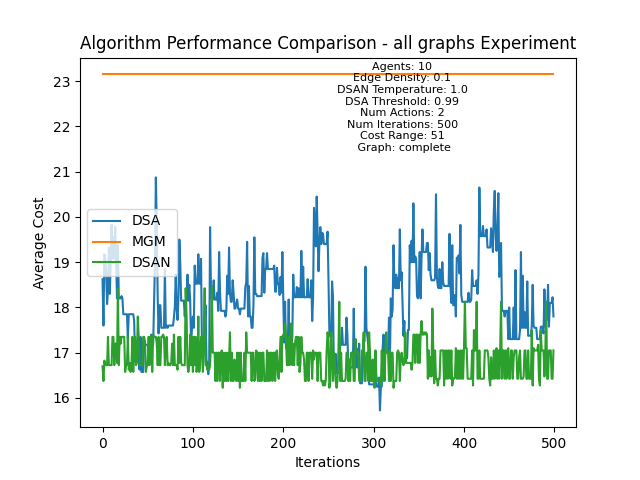 Algorithm Performance Comparison - all graphs Experiment
Agents: 10
Edge Density: 0.1
DSAN Temperature: 1.0
DSA Threshold: 0.99
Num Actions: 2
Num Iterations: 500
Cost Range: 51
Graph: complete
23
22
21
20
19
18
17
16
Average Cost
DSA
MGM
DSAN
0
100
200
300
400
500
Iterations